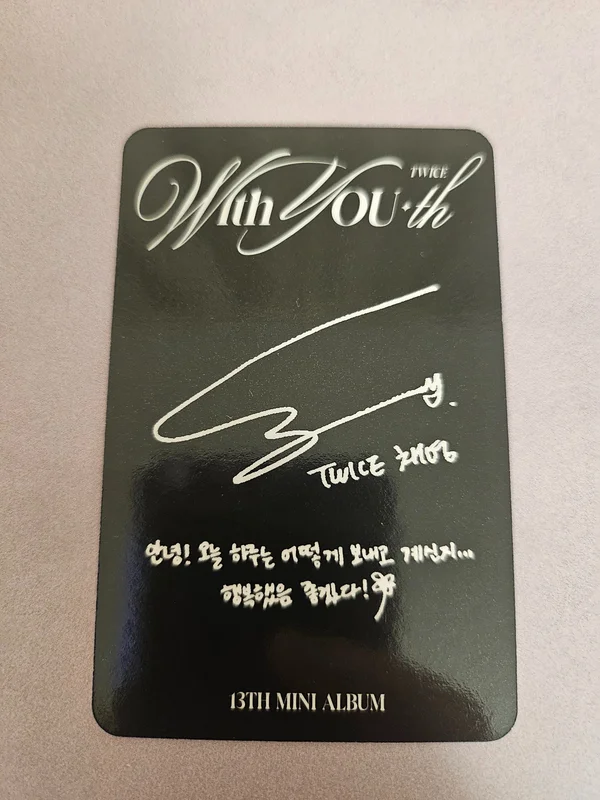 TWICE
With YOU-th
y.
TWICE 채영
안녕! 오늘 하루는 어떻게 보내고 계신지...
행복했음 좋겠다!
13TH MINI ALBUM